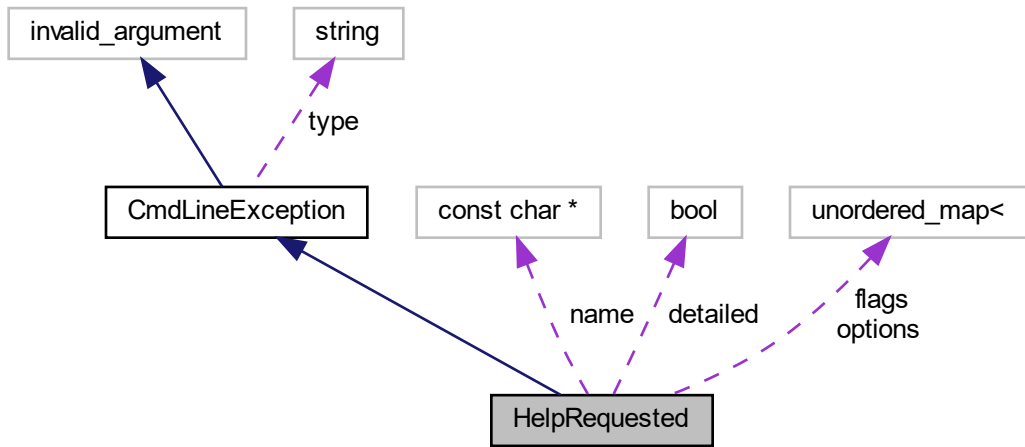 invalid_argument
string
type
CmdLineException
const char *
bool
unordered_map<
name
detailed
flags
options
HelpRequested